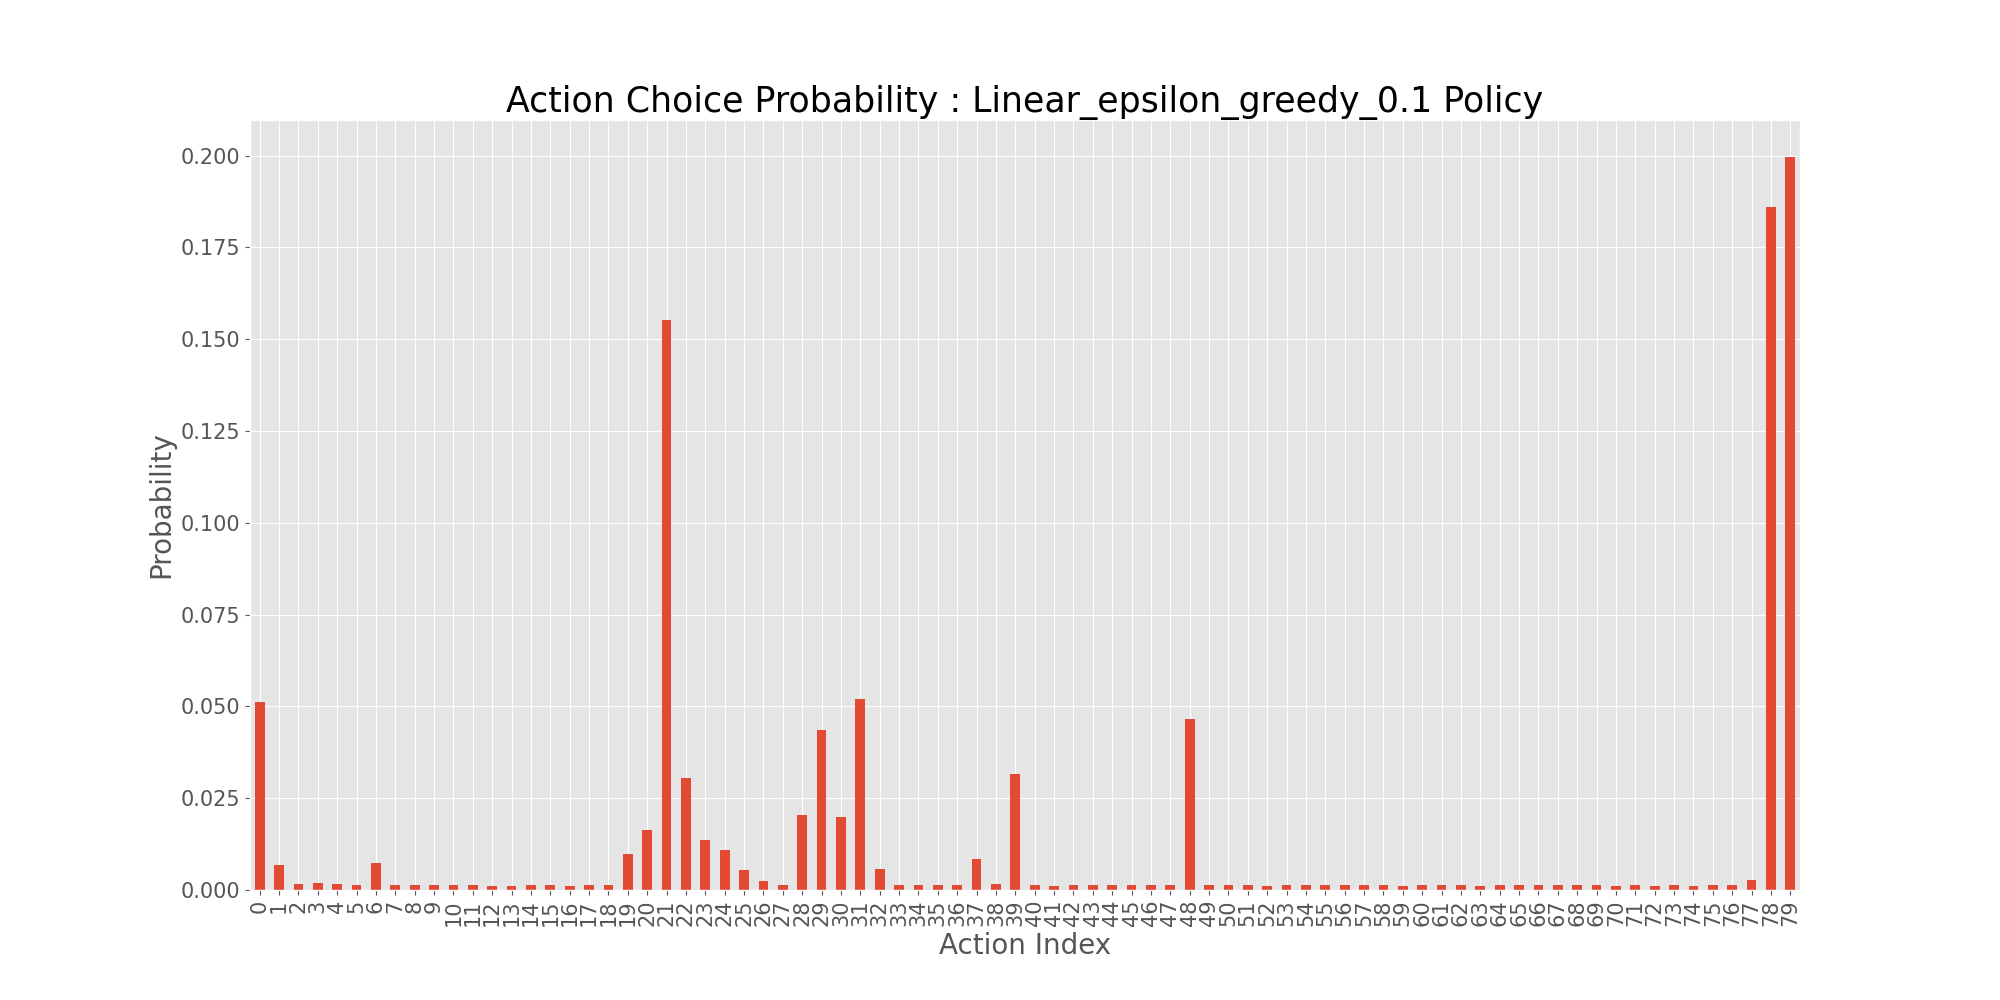 Action Choice Probability : Linear_epsilon_greedy_0.1 Policy
Probability
0.200
0.175
0.150
0.125
0.100
0.075
0.050
0.025
0.000
0 1 2 3 4 5 6 7 8 9 10 11 12 13 14 15 16 17 18 19 20 21 22 23 24 25 26 27 28 29 30 31 32 33 34 35 36 37 38 39 40 41 42 43 44 45 46 47 48 49 50 51 52 53 54 55 56 57 58 59 60 61 62 63 64 65 66 67 68 69 70 71 72 73 74 75 76 77 78 79
Action Index